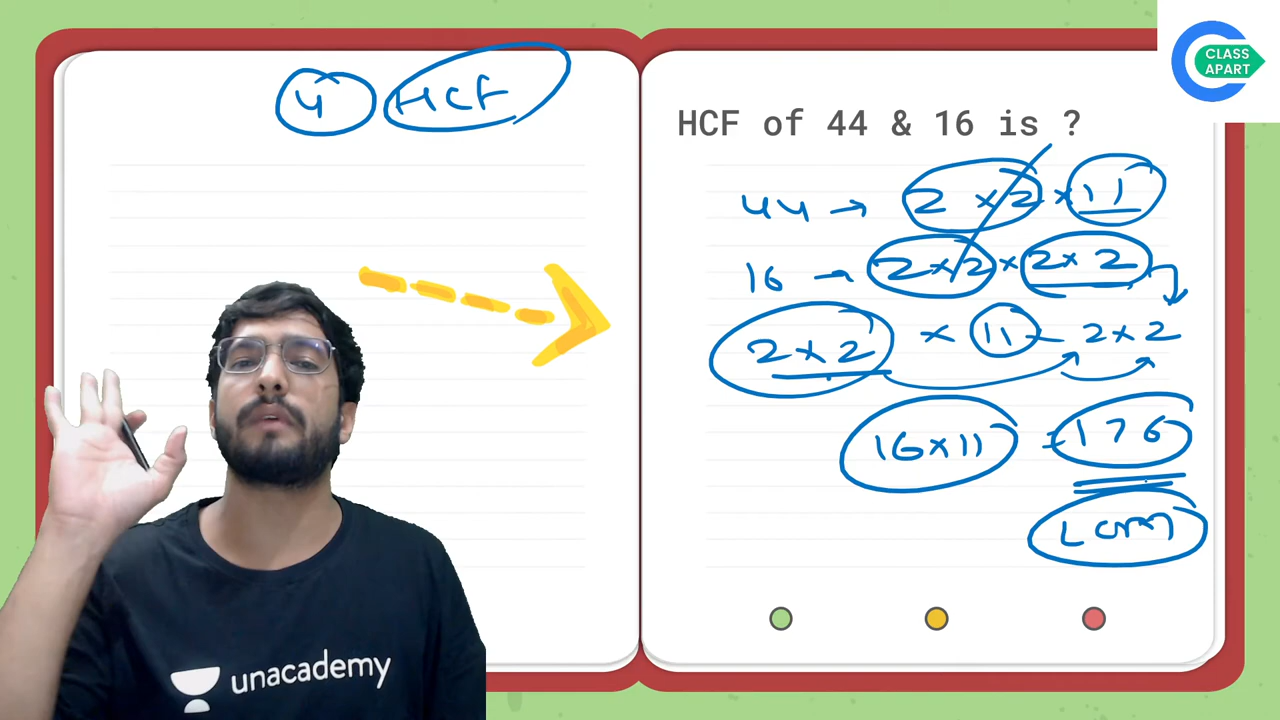 4 HCF
CLASS
APART
HCF of 44 & 16 is ?
44 → 2 × 2 × 11
16 → 2×2 × 2× 2
2×2 × 11 × 2×2
16×11 = 176
LCM
unacademy